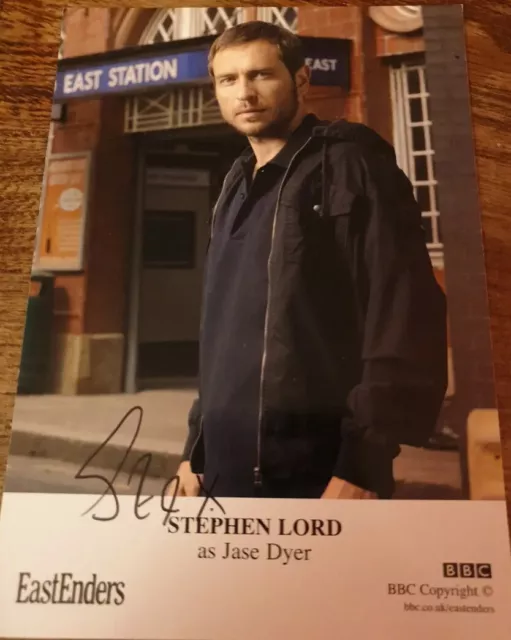 EAST STATION
EAST
STEPHEN LORD
as Jase Dyer
EastEnders
BBC
BBC Copyright ©
bbc.co.uk/eastenders